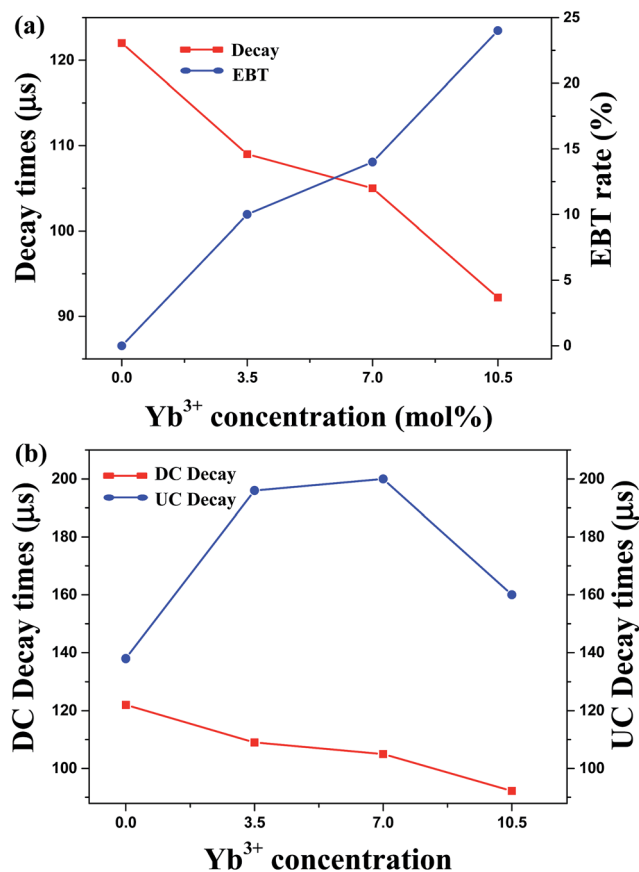 (a)
Decay
EBT
Decay times (μs)
120
110
100
90
EBT rate (%)
25
20
15
10
5
0
0.0 3.5 7.0 10.5
Yb³⁺ concentration (mol%)
(b)
DC Decay
UC Decay
DC Decay times (μs)
200
180
160
140
120
100
UC Decay times (μs)
200
180
160
140
120
100
0.0 3.5 7.0 10.5
Yb³⁺ concentration